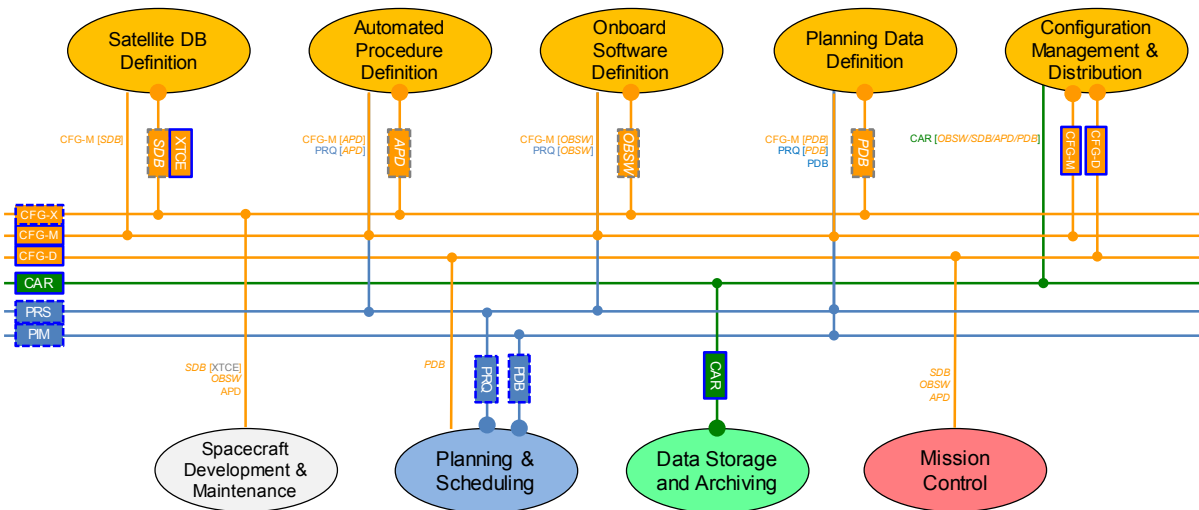 Satellite DB
Definition
Automated
Procedure
Definition
Onboard
Software
Definition
Planning Data
Definition
Configuration
Management &
Distribution
CFG-M [SDB]
SDB
XTCE
CFG-M [APD]
PRQ [APD]
APD
CFG-M [OBSW]
PRQ [OBSW]
OBSW
CFG-M [PDB]
PRQ [PDB]
PDB
PDB
CAR [OBSW/SDB/APD/PDB]
CFG-M
CFG-D
CFG-X
CFG-M
CFG-D
CAR
PRS
PIM
SDB [XTCE]
OBSW
APD
PDB
PRQ
PDB
CAR
SDB
OBSW
APD
Spacecraft
Development &
Maintenance
Planning &
Scheduling
Data Storage
and Archiving
Mission
Control